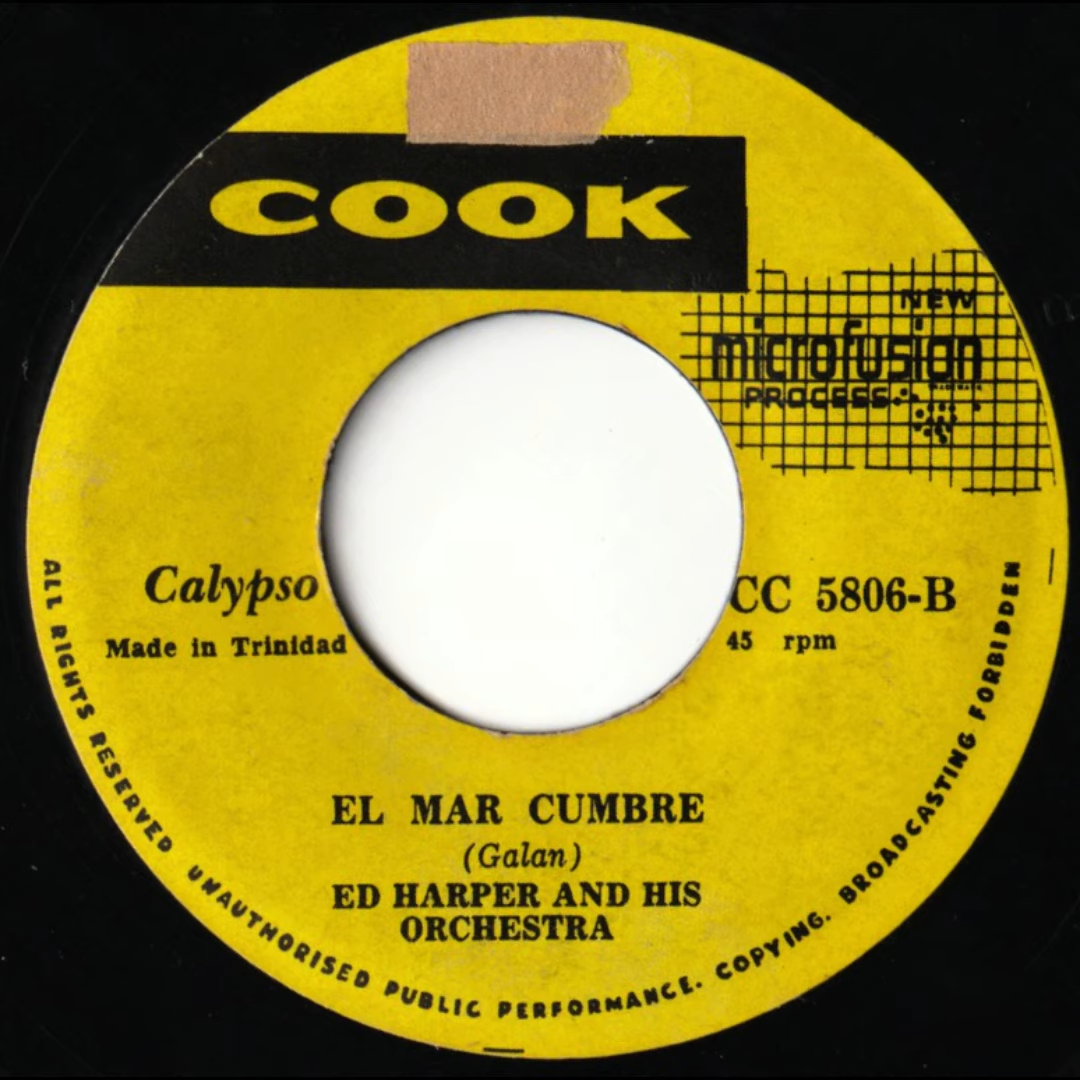 COOK
NEW
microfusion
PROCESS
Calypso
CC 5806-B
Made in Trinidad
45 rpm
EL MAR CUMBRE
(Galan)
ED HARPER AND HIS
ORCHESTRA
ALL RIGHTS RESERVED UNAUTHORISED PUBLIC PERFORMANCE. COPYING. BROADCASTING FORBIDDEN